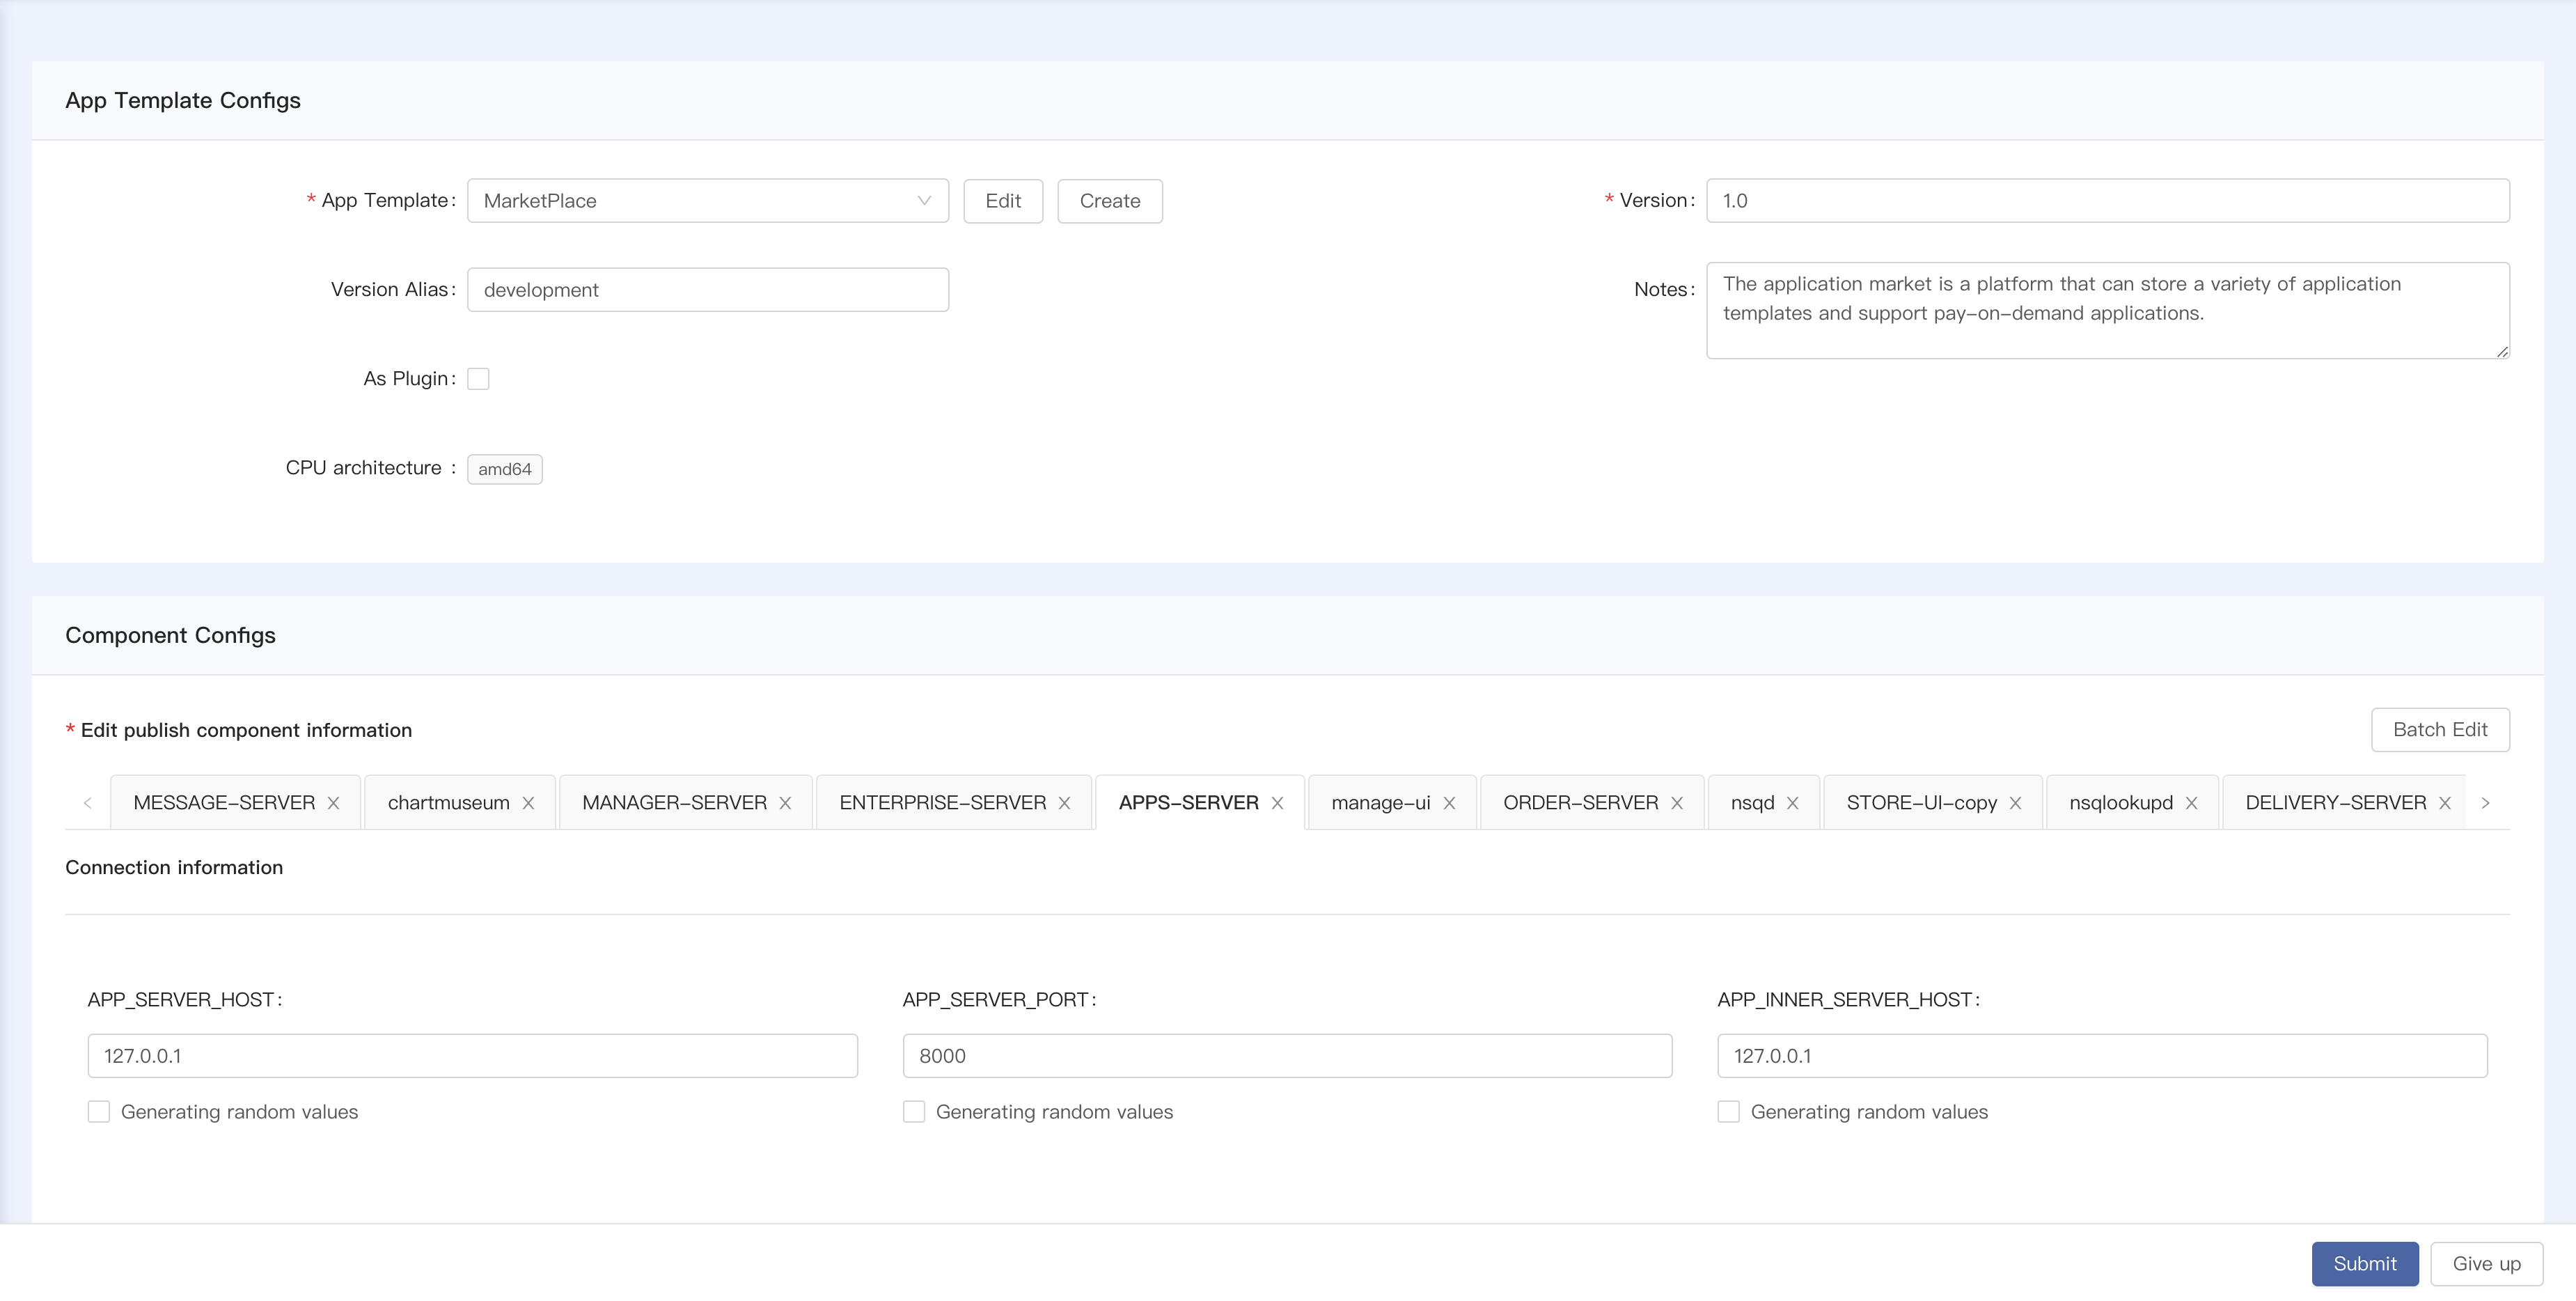 App Template Configs
* App Template: MarketPlace Edit Create * Version: 1.0
Version Alias: development Notes: The application market is a platform that can store a variety of application
templates and support pay-on-demand applications.
As Plugin:
CPU architecture : amd64
Component Configs
* Edit publish component information Batch Edit
< MESSAGE-SERVER X chartmuseum X MANAGER-SERVER X ENTERPRISE-SERVER X APPS-SERVER X manage-ui X ORDER-SERVER X nsqd X STORE-UI-copy X nsqlookupd X DELIVERY-SERVER X >
Connection information
APP_SERVER_HOST: APP_SERVER_PORT: APP_INNER_SERVER_HOST:
127.0.0.1 8000 127.0.0.1
Generating random values Generating random values Generating random values
Submit Give up